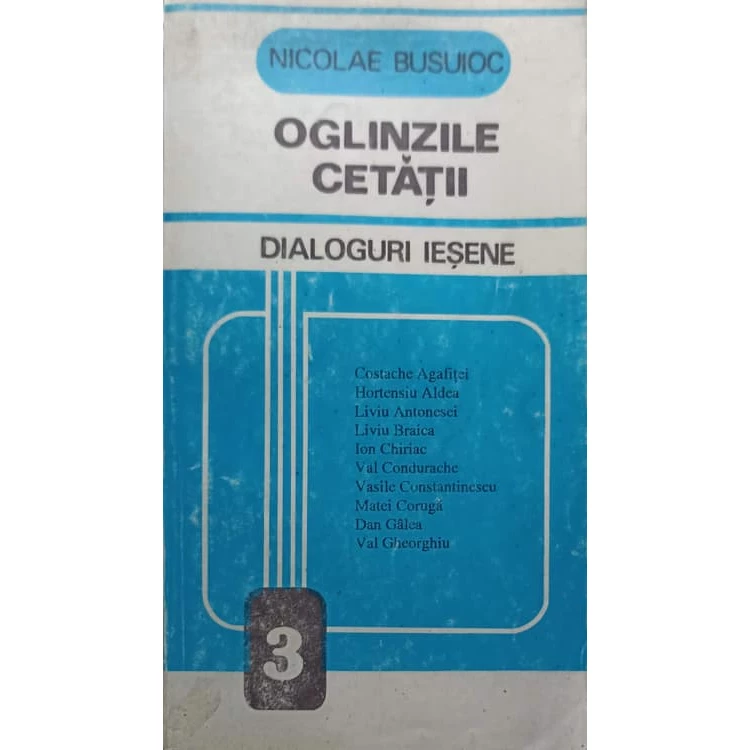 NICOLAE BUSUIOC
OGLINZILE
CETĂȚII
DIALOGURI IEȘENE
Costache Agafiței
Hortensiu Aldea
Liviu Antonesei
Liviu Braica
Ion Chiriac
Val Condurache
Vasile Constantinescu
Matei Corugă
Dan Gâlea
Val Gheorghiu
3